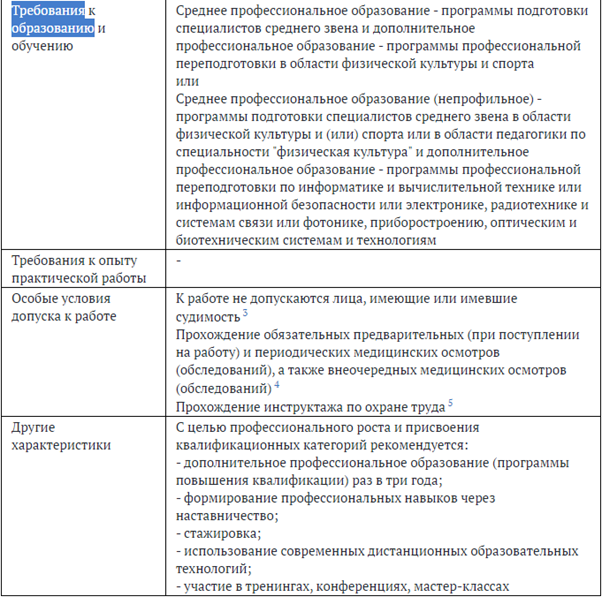 Требования к
образованию и
обучению
Среднее профессиональное образование - программы подготовки
специалистов среднего звена и дополнительное
профессиональное образование - программы профессиональной
переподготовки в области физической культуры и спорта
или
Среднее профессиональное образование (непрофильное) -
программы подготовки специалистов среднего звена в области
физической культуры и (или) спорта или в области педагогики по
специальности "физическая культура" и дополнительное
профессиональное образование - программы профессиональной
переподготовки по информатике и вычислительной технике или
информационной безопасности или электронике, радиотехнике и
системам связи или фотонике, приборостроению, оптическим и
биотехническим системам и технологиям
Требования к опыту
практической работы
-
Особые условия
допуска к работе
К работе не допускаются лица, имеющие или имевшие
судимость 3
Прохождение обязательных предварительных (при поступлении
на работу) и периодических медицинских осмотров
(обследований), а также внеочередных медицинских осмотров
(обследований) 4
Прохождение инструктажа по охране труда 5
Другие
характеристики
С целью профессионального роста и присвоения
квалификационных категорий рекомендуется:
- дополнительное профессиональное образование (программы
повышения квалификации) раз в три года;
- формирование профессиональных навыков через
наставничество;
- стажировка;
- использование современных дистанционных образовательных
технологий;
- участие в тренингах, конференциях, мастер-классах